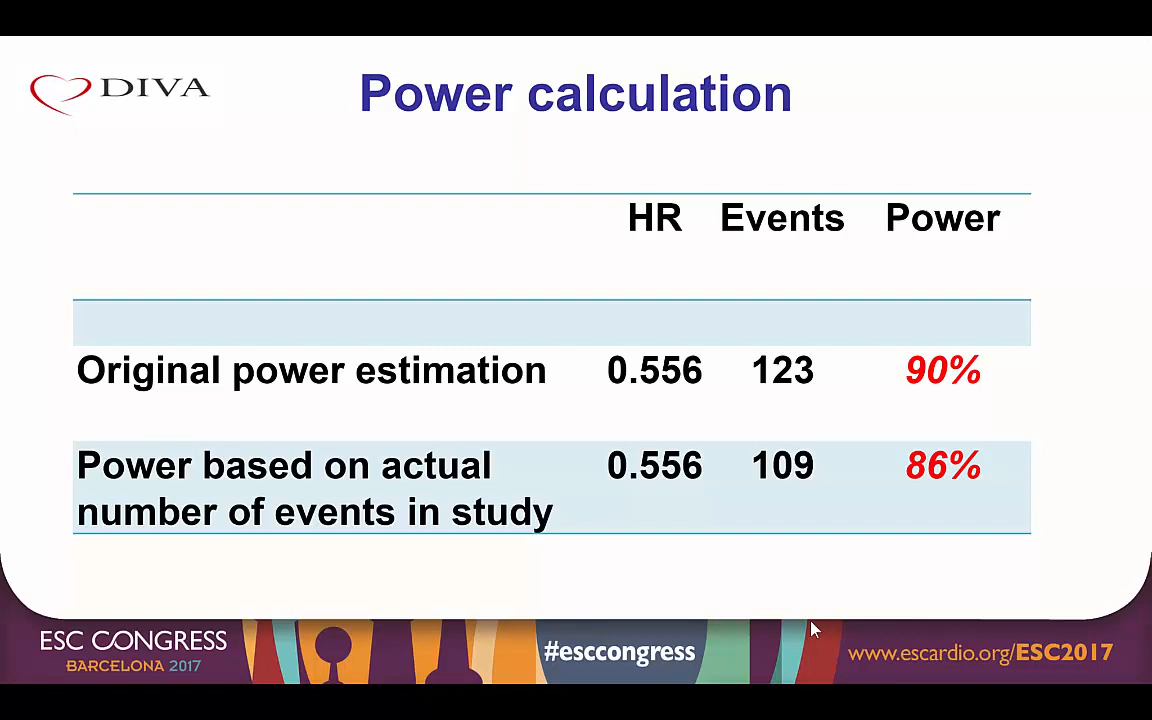 DIVA
Power calculation
HR Events Power
Original power estimation 0.556 123 90%
Power based on actual 0.556 109 86%
number of events in study
ESC CONGRESS
BARCELONA 2017
#esccongress
www.escardio.org/ESC2017